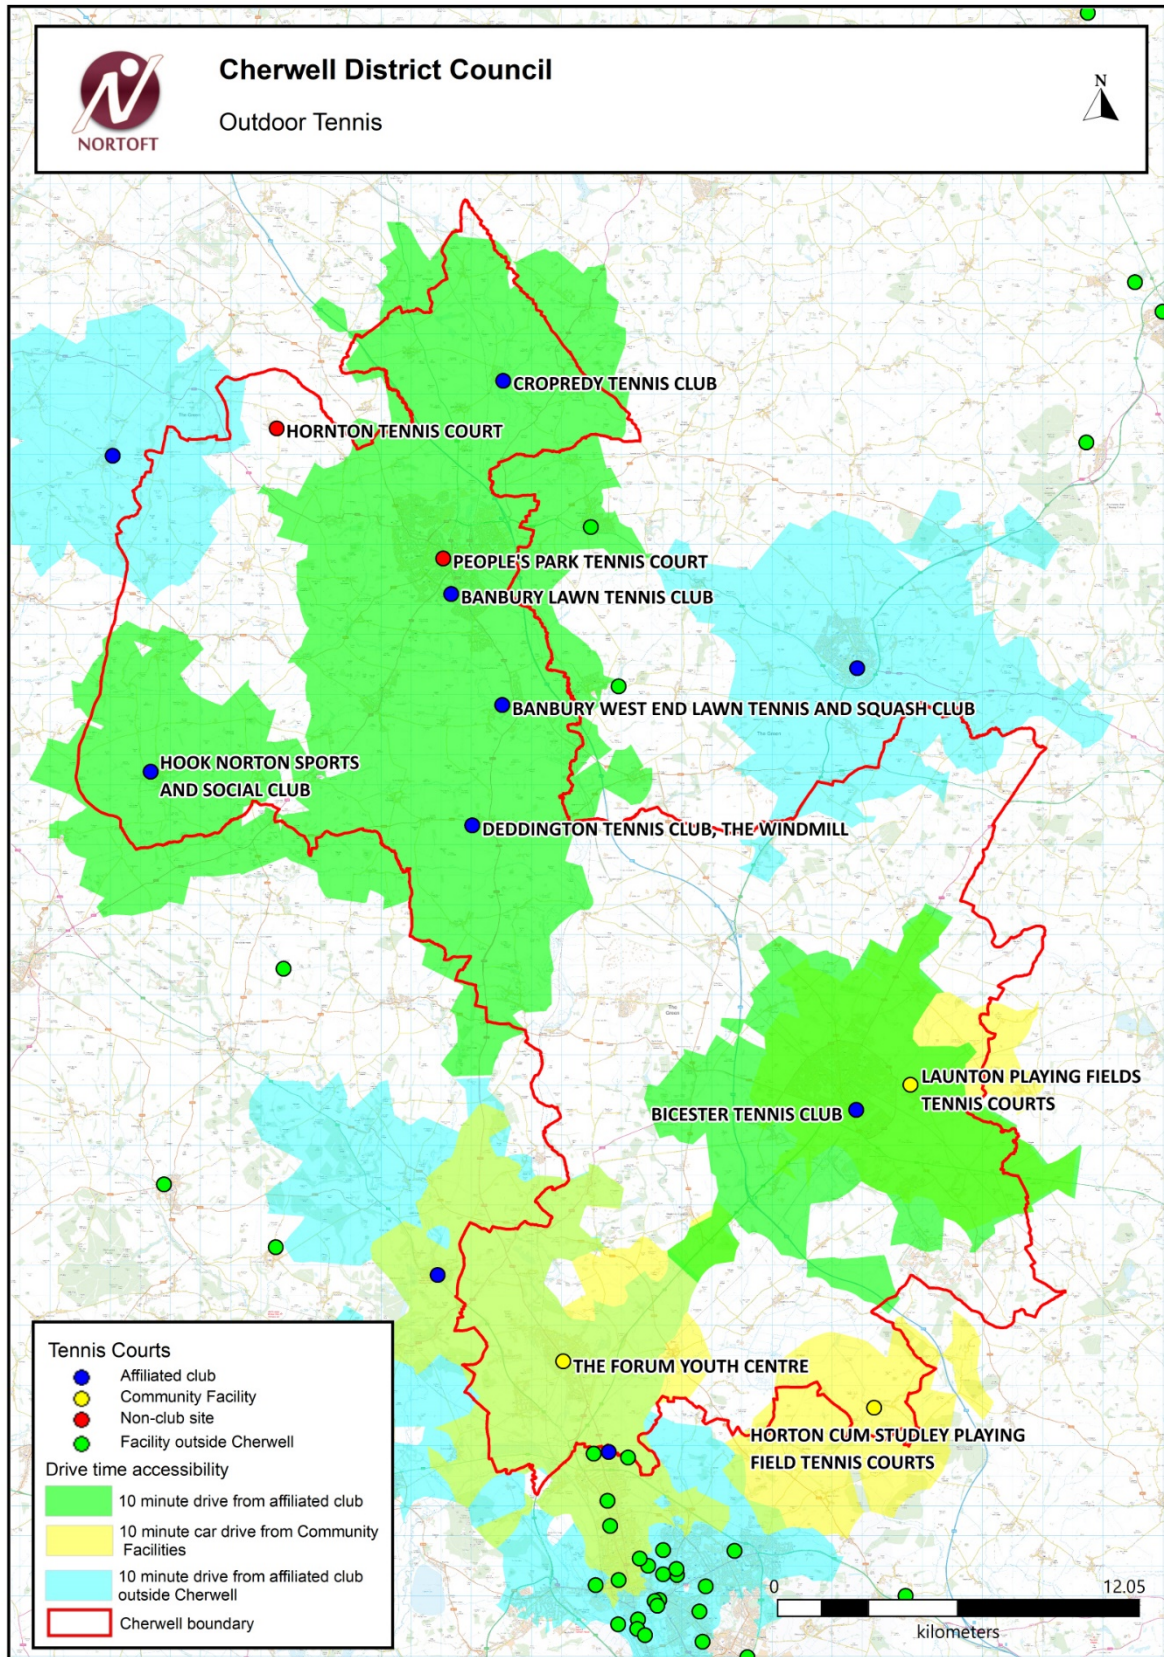 Cherwell District Council
Outdoor Tennis
NORTOFT
N
CROPREDY TENNIS CLUB
HORNTON TENNIS COURT
PEOPLE'S PARK TENNIS COURT
BANBURY LAWN TENNIS CLUB
BANBURY WEST END LAWN TENNIS AND SQUASH CLUB
HOOK NORTON SPORTS
AND SOCIAL CLUB
DEDDINGTON TENNIS CLUB, THE WINDMILL
LAUNTON PLAYING FIELDS
TENNIS COURTS
BICESTER TENNIS CLUB
THE FORUM YOUTH CENTRE
HORTON CUM STUDLEY PLAYING
FIELD TENNIS COURTS
Tennis Courts
Affiliated club
Community Facility
Non-club site
Facility outside Cherwell
Drive time accessibility
10 minute drive from affiliated club
10 minute car drive from Community
Facilities
10 minute drive from affiliated club
outside Cherwell
Cherwell boundary
0 12.05
kilometers